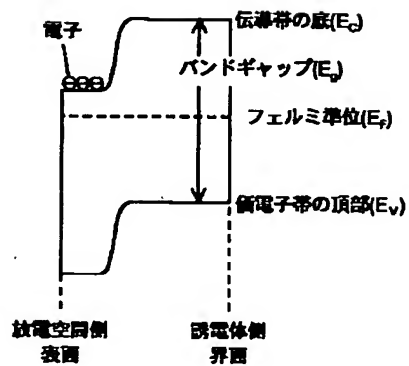 電子
伝導帯の底(Ec)
バンドギャップ(Eg)
フェルミ準位(Ef)
価電子帯の頂部(Ev)
放電空間側
表面
誘電体側
界面